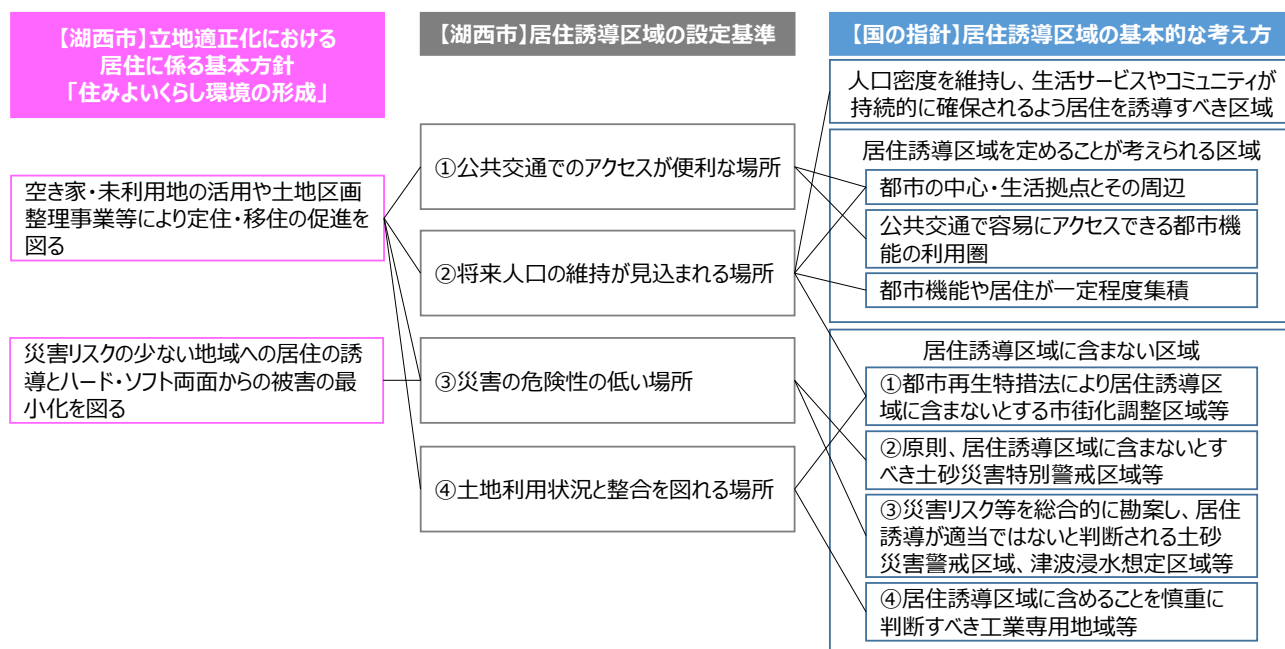 【湖西市】立地適正化における
居住に係る基本方針
「住みよいくらし環境の形成」
空き家・未利用地の活用や土地区画
整理事業等により定住・移住の促進を
図る
災害リスクの少ない地域への居住の誘
導とハード・ソフト両面からの被害の最
小化を図る
【湖西市】居住誘導区域の設定基準
①公共交通でのアクセスが便利な場所
②将来人口の維持が見込まれる場所
③災害の危険性の低い場所
④土地利用状況と整合を図れる場所
【国の指針】居住誘導区域の基本的な考え方
人口密度を維持し、生活サービスやコミュニティが
持続的に確保されるよう居住を誘導すべき区域
居住誘導区域を定めることが考えられる区域
都市の中心・生活拠点とその周辺
公共交通で容易にアクセスできる都市機
能の利用圏
都市機能や居住が一定程度集積
居住誘導区域に含まない区域
①都市再生特措法により居住誘導区
域に含まないとする市街化調整区域等
②原則、居住誘導区域に含まないとす
べき土砂災害特別警戒区域等
③災害リスク等を総合的に勘案し、居住
誘導が適当ではないと判断される土砂
災害警戒区域、津波浸水想定区域等
④居住誘導区域に含めることを慎重に
判断すべき工業専用地域等